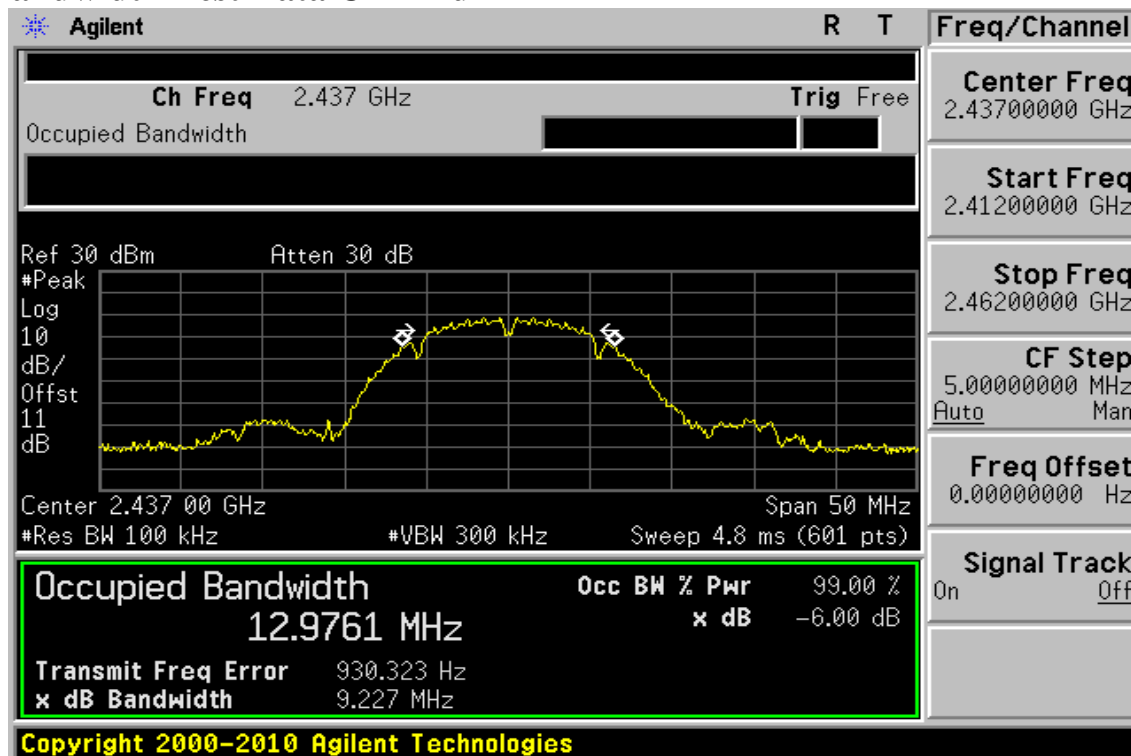 Agilent R T
Freq/Channel
Ch Freq 2.437 GHz Trig Free
Occupied Bandwidth
Center Freq
2.43700000 GHz
Start Freq
2.41200000 GHz
Stop Freq
2.46200000 GHz
CF Step
5.00000000 MHz
Auto Man
Freq Offset
0.00000000 Hz
Signal Track
On Off
Ref 30 dBm Atten 30 dB
#Peak
Log
10
dB/
Offst
11
dB
Center 2.437 00 GHz Span 50 MHz
#Res BW 100 kHz #VBW 300 kHz Sweep 4.8 ms (601 pts)
Occupied Bandwidth Occ BW % Pwr 99.00 %
12.9761 MHz x dB -6.00 dB
Transmit Freq Error 930.323 Hz
x dB Bandwidth 9.227 MHz
Copyright 2000-2010 Agilent Technologies